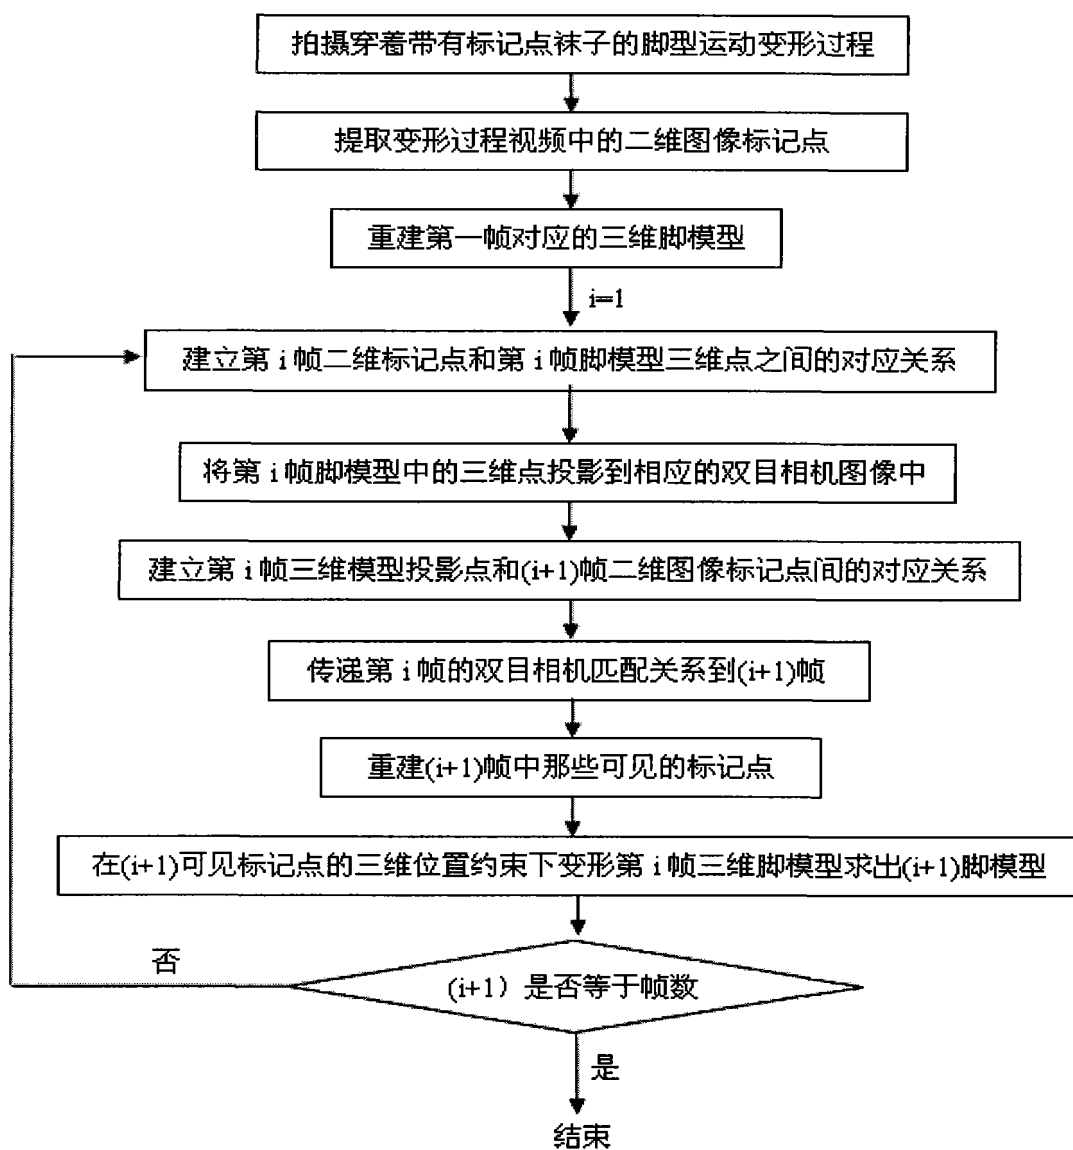 拍摄穿着带有标记点袜子的脚型运动变形过程
提取变形过程视频中的二维图像标记点
重建第一帧对应的三维脚模型
i=1
建立第 i 帧二维标记点和第 i 帧脚模型三维点之间的对应关系
将第 i 帧脚模型中的三维点投影到相应的双目相机图像中
建立第 i 帧三维模型投影点和(i+1)帧二维图像标记点间的对应关系
传递第 i 帧的双目相机匹配关系到(i+1)帧
重建(i+1)帧中那些可见的标记点
在(i+1)可见标记点的三维位置约束下变形第 i 帧三维脚模型求出(i+1)脚模型
否
(i+1）是否等于帧数
是
结束